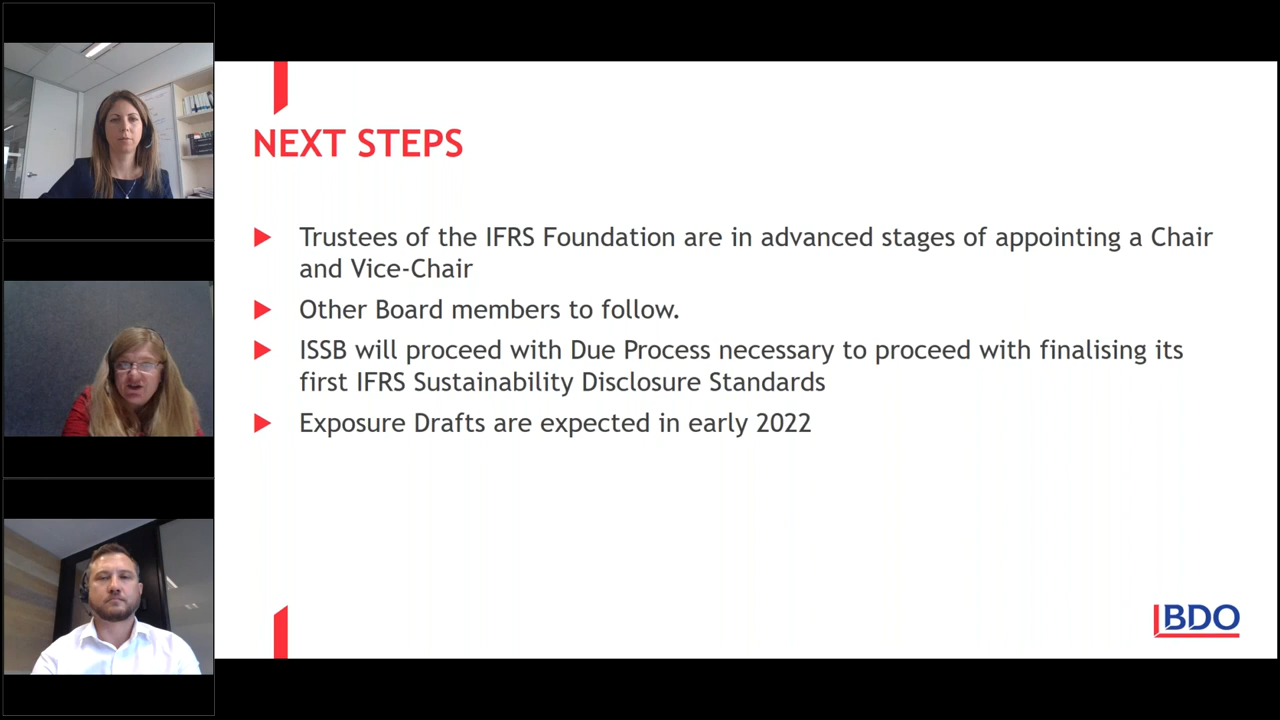 NEXT STEPS
Trustees of the IFRS Foundation are in advanced stages of appointing a Chair
and Vice-Chair
Other Board members to follow.
ISSB will proceed with Due Process necessary to proceed with finalising its
first IFRS Sustainability Disclosure Standards
Exposure Drafts are expected in early 2022
BDO